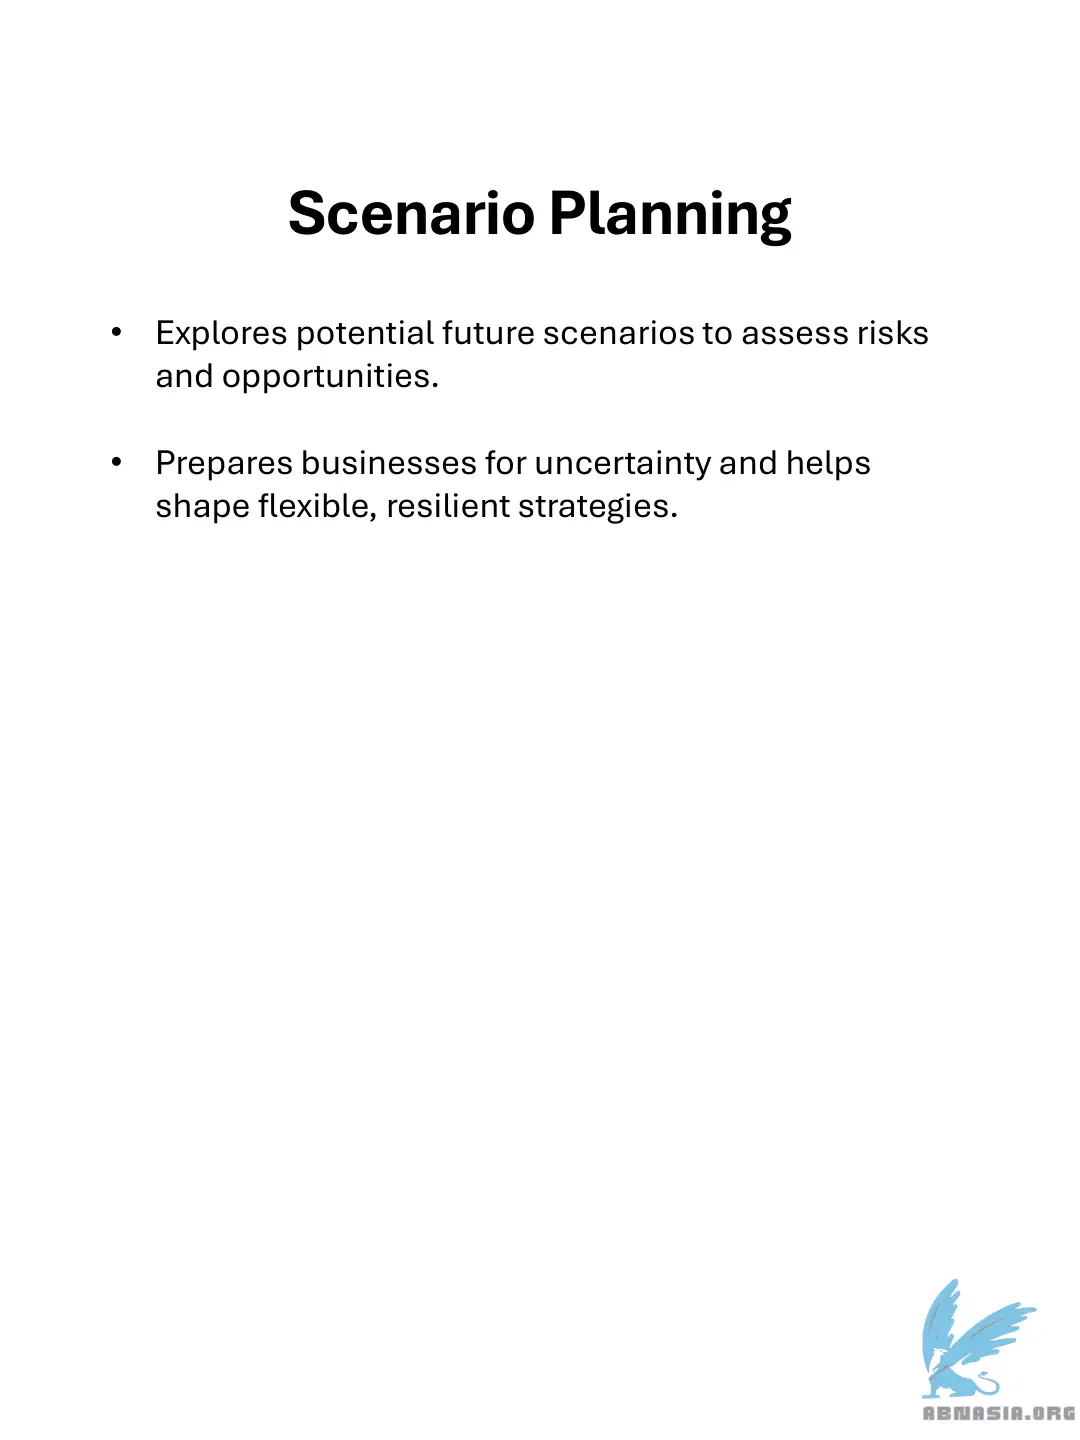 Scenario Planning
• Explores potential future scenarios to assess risks
and opportunities.
• Prepares businesses for uncertainty and helps
shape flexible, resilient strategies.
ABNASIA.ORG